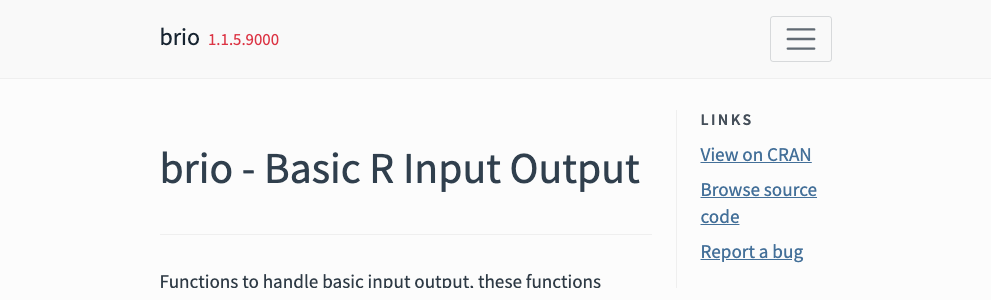 brio 1.1.5.9000
brio - Basic R Input Output
Functions to handle basic input output, these functions
LINKS
View on CRAN
Browse source
code
Report a bug